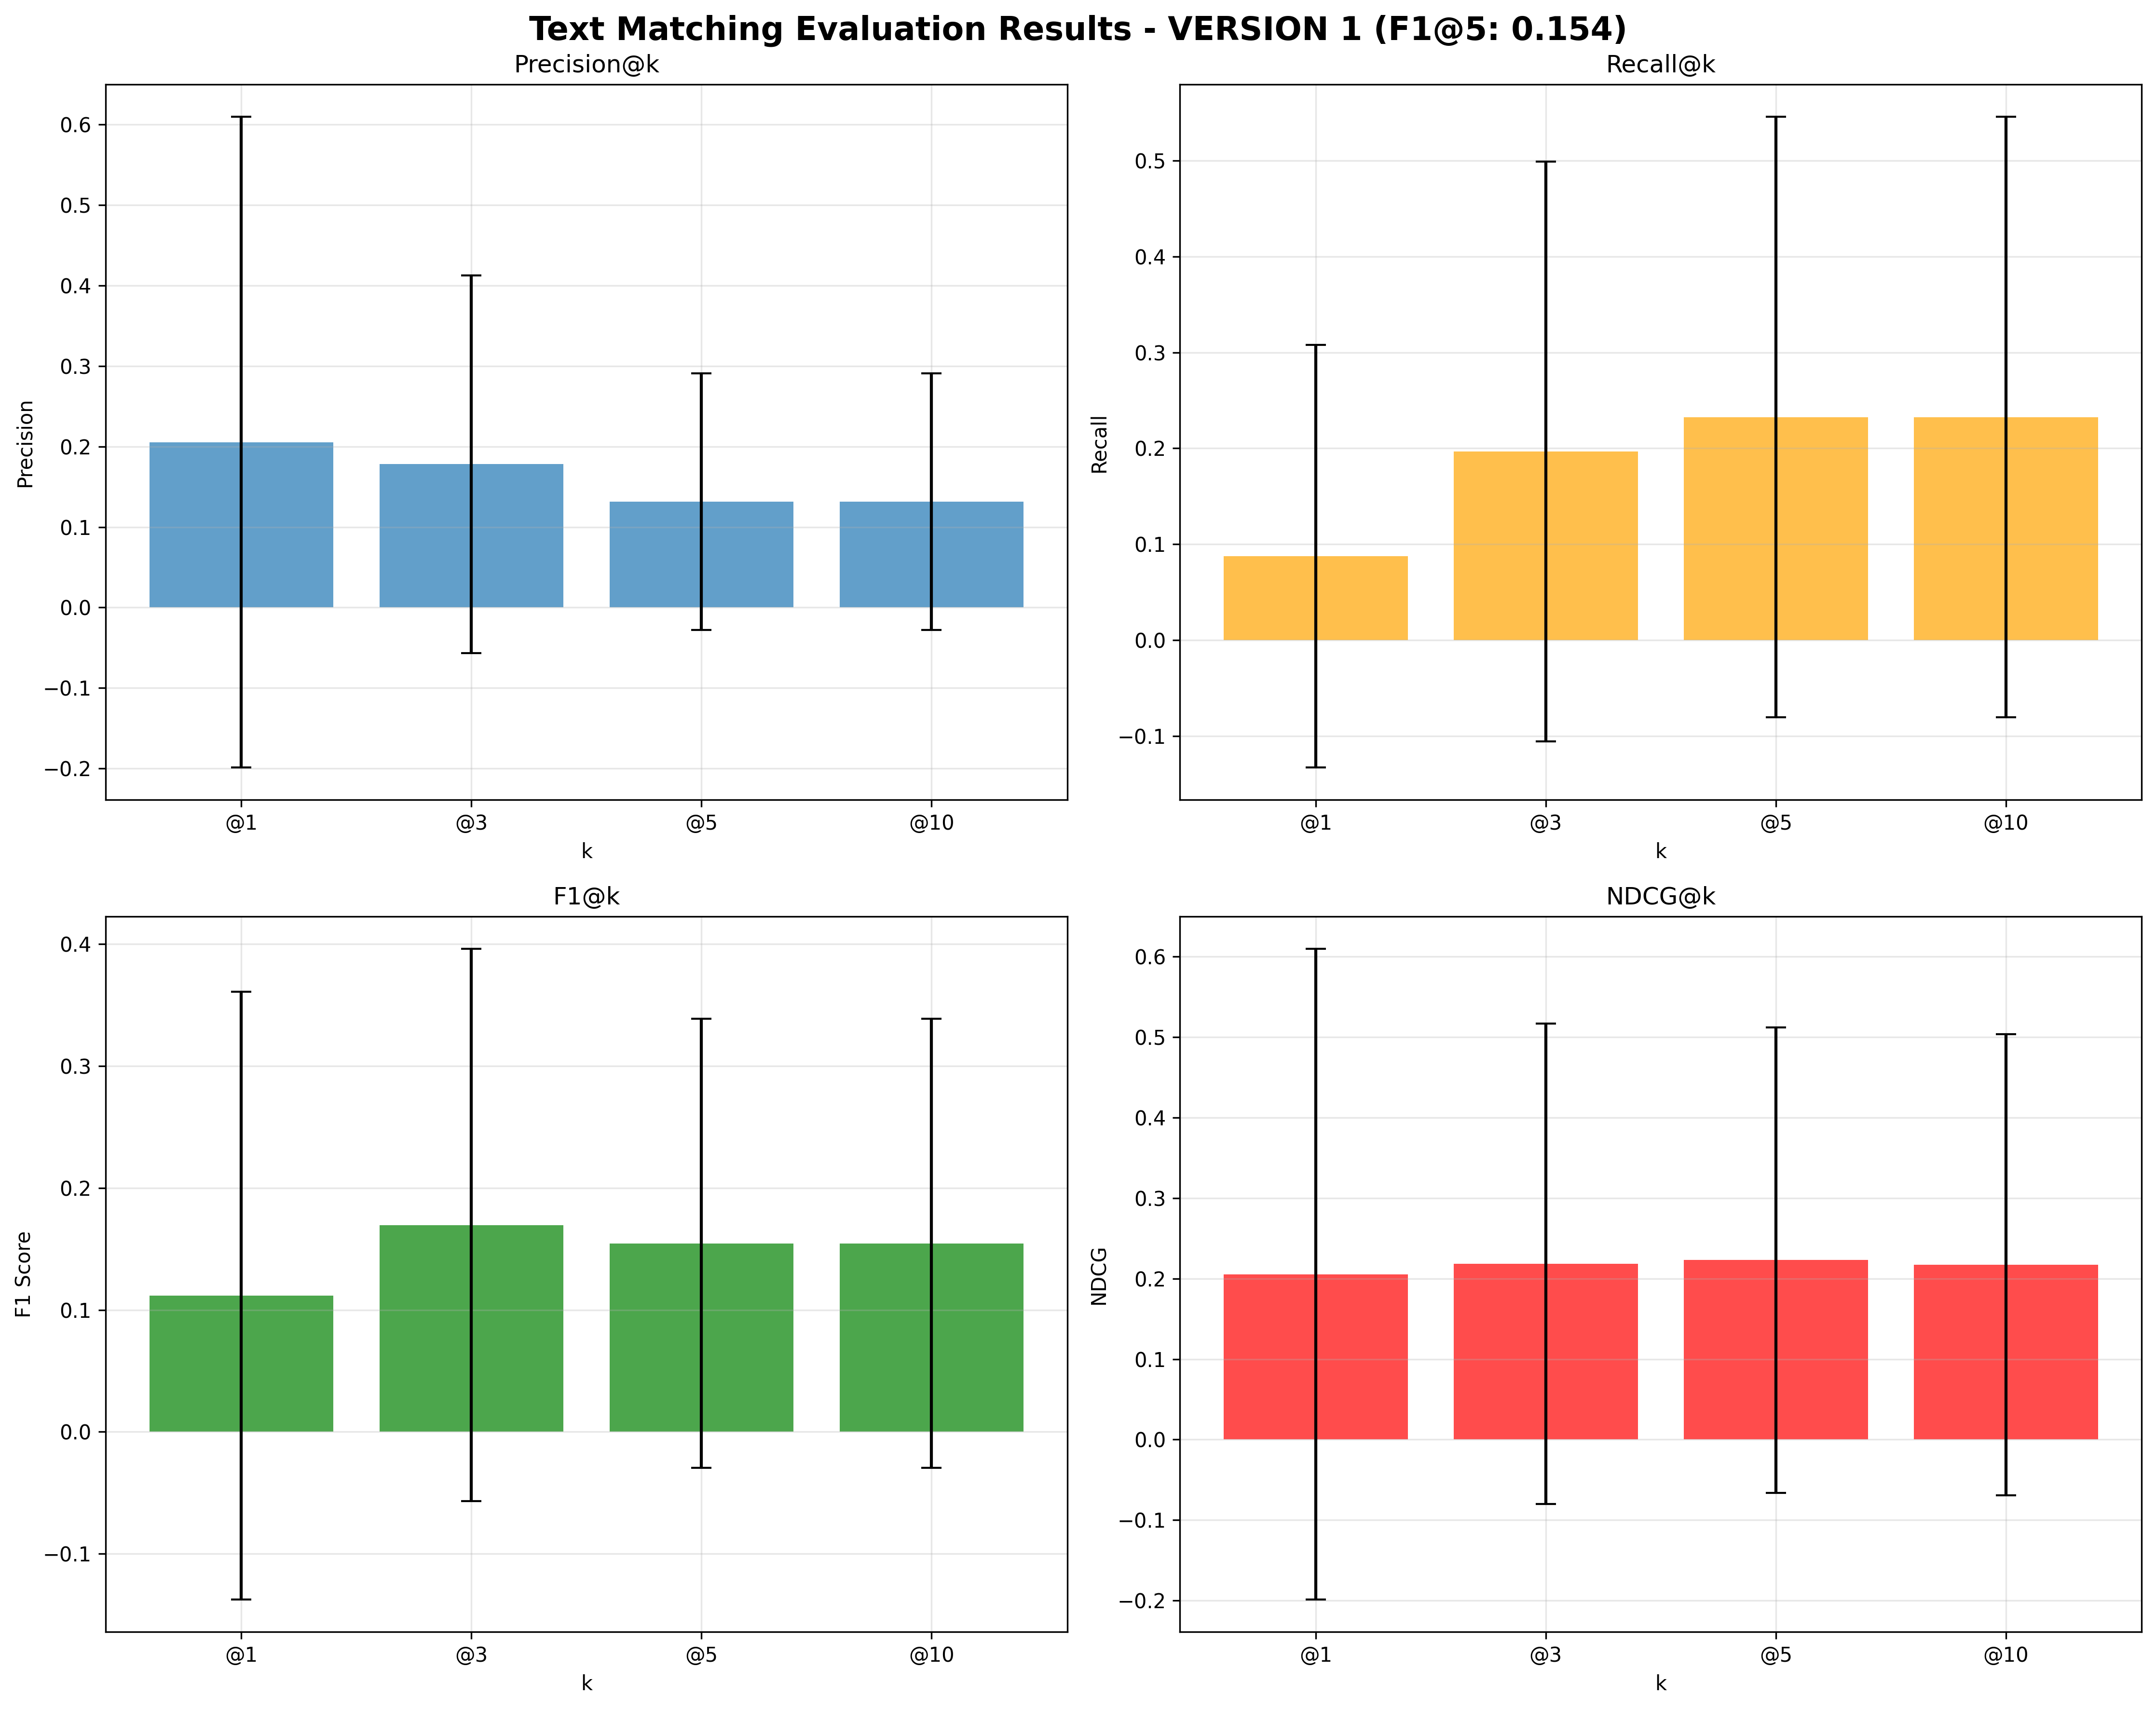 Text Matching Evaluation Results - VERSION 1 (F1@5: 0.154)
Precision@k
Precision
0.6
0.5
0.4
0.3
0.2
0.1
0.0
−0.1
−0.2
@1 @3 @5 @10
k
Recall@k
Recall
0.5
0.4
0.3
0.2
0.1
0.0
−0.1
@1 @3 @5 @10
k
F1@k
F1 Score
0.4
0.3
0.2
0.1
0.0
−0.1
@1 @3 @5 @10
k
NDCG@k
NDCG
0.6
0.5
0.4
0.3
0.2
0.1
0.0
−0.1
−0.2
@1 @3 @5 @10
k